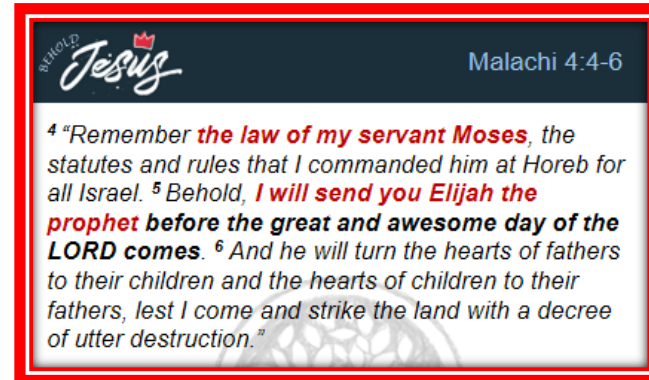 BEHOLD
Jesus
Malachi 4:4-6
4 “Remember the law of my servant Moses, the
statutes and rules that I commanded him at Horeb for
all Israel. 5 Behold, I will send you Elijah the
prophet before the great and awesome day of the
LORD comes. 6 And he will turn the hearts of fathers
to their children and the hearts of children to their
fathers, lest I come and strike the land with a decree
of utter destruction.”